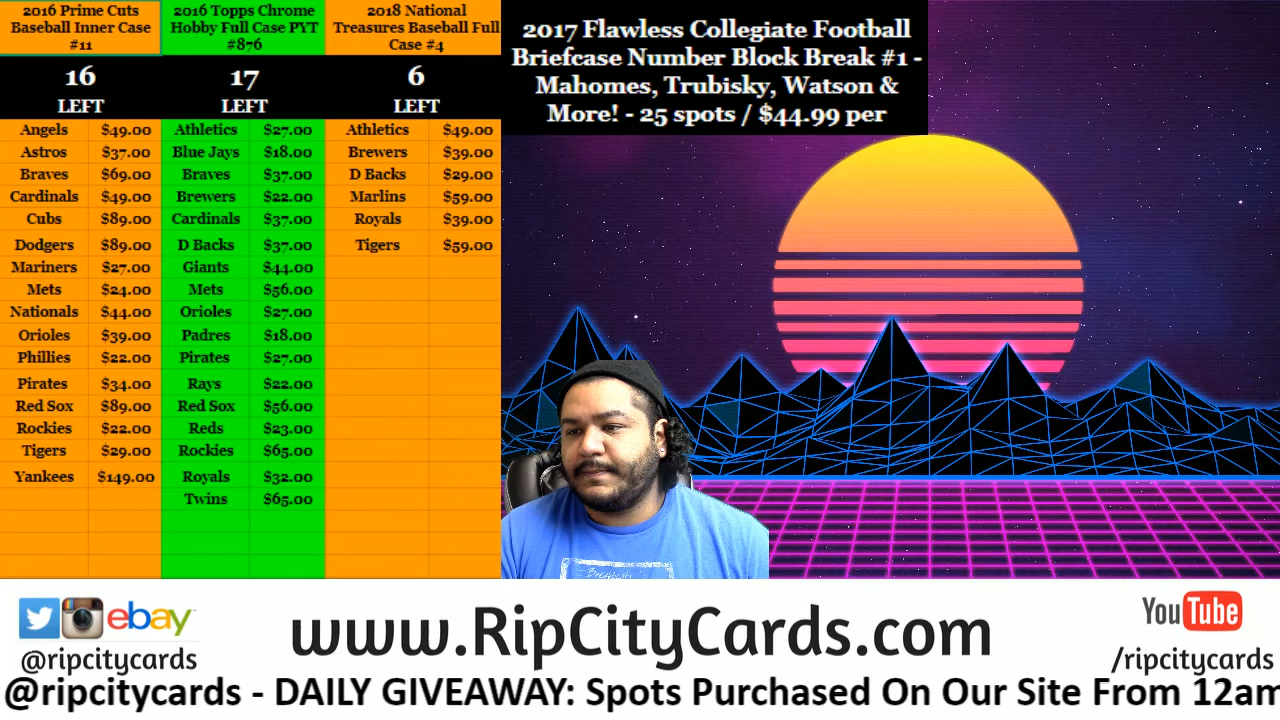 2016 Prime Cuts
Baseball Inner Case
#11
16
LEFT
Angels $49.00
Astros $37.00
Braves $69.00
Cardinals $49.00
Cubs $89.00
Dodgers $89.00
Mariners $27.00
Mets $24.00
Nationals $44.00
Orioles $39.00
Phillies $22.00
Pirates $34.00
Red Sox $89.00
Rockies $22.00
Tigers $29.00
Yankees $149.00
2016 Topps Chrome
Hobby Full Case PYT
#876
17
LEFT
Athletics $27.00
Blue Jays $18.00
Braves $37.00
Brewers $22.00
Cardinals $37.00
D Backs $37.00
Giants $44.00
Mets $56.00
Orioles $27.00
Padres $18.00
Pirates $27.00
Rays $22.00
Red Sox $56.00
Reds $23.00
Rockies $65.00
Royals $32.00
Twins $65.00
2018 National
Treasures Baseball Full
Case #4
6
LEFT
Athletics $49.00
Brewers $39.00
D Backs $29.00
Marlins $59.00
Royals $39.00
Tigers $59.00
2017 Flawless Collegiate Football
Briefcase Number Block Break #1 -
Mahomes, Trubisky, Watson &
More! - 25 spots / $44.99 per
ebay
@ripcitycards
www.RipCityCards.com
YouTube
/ripcitycards
@ripcitycards - DAILY GIVEAWAY: Spots Purchased On Our Site From 12am